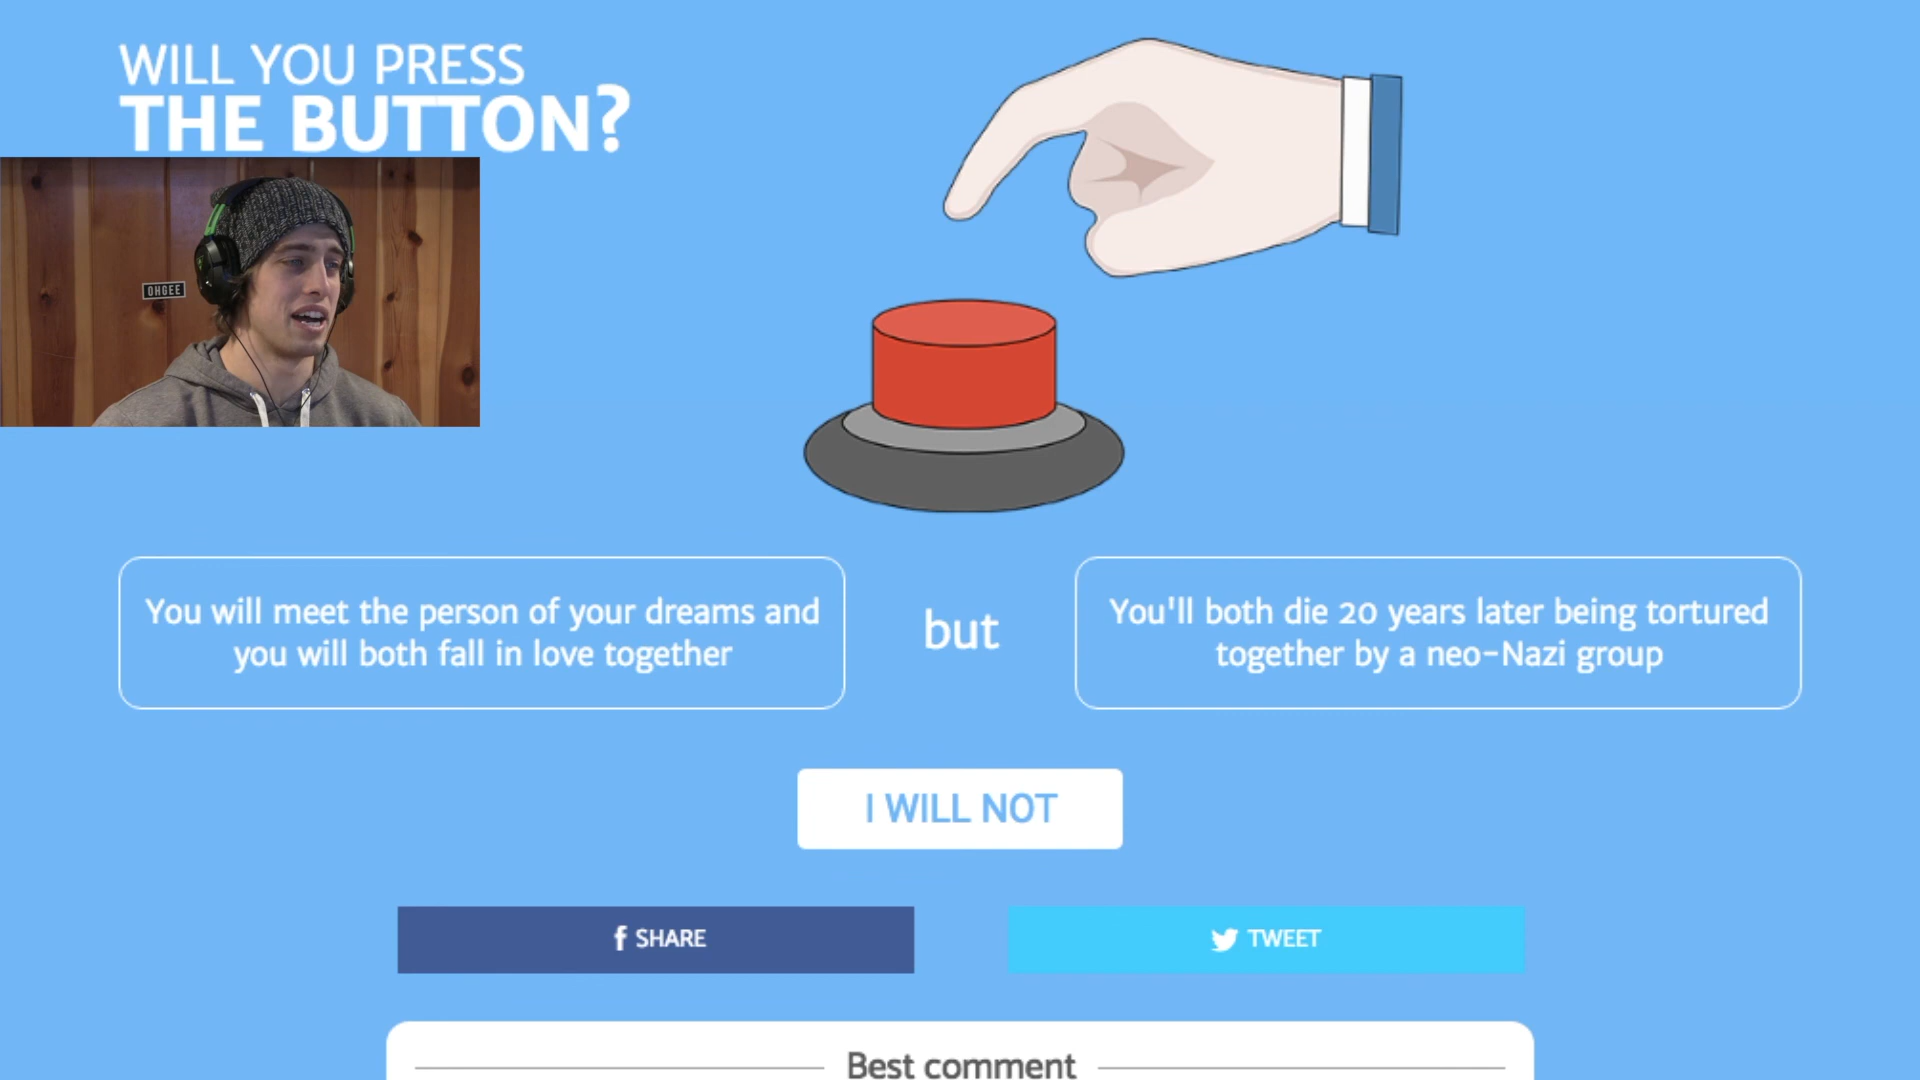 WILL YOU PRESS
THE BUTTON?
OHGEE
You will meet the person of your dreams and
you will both fall in love together
but
You'll both die 20 years later being tortured
together by a neo-Nazi group
I WILL NOT
f SHARE
TWEET
Best comment